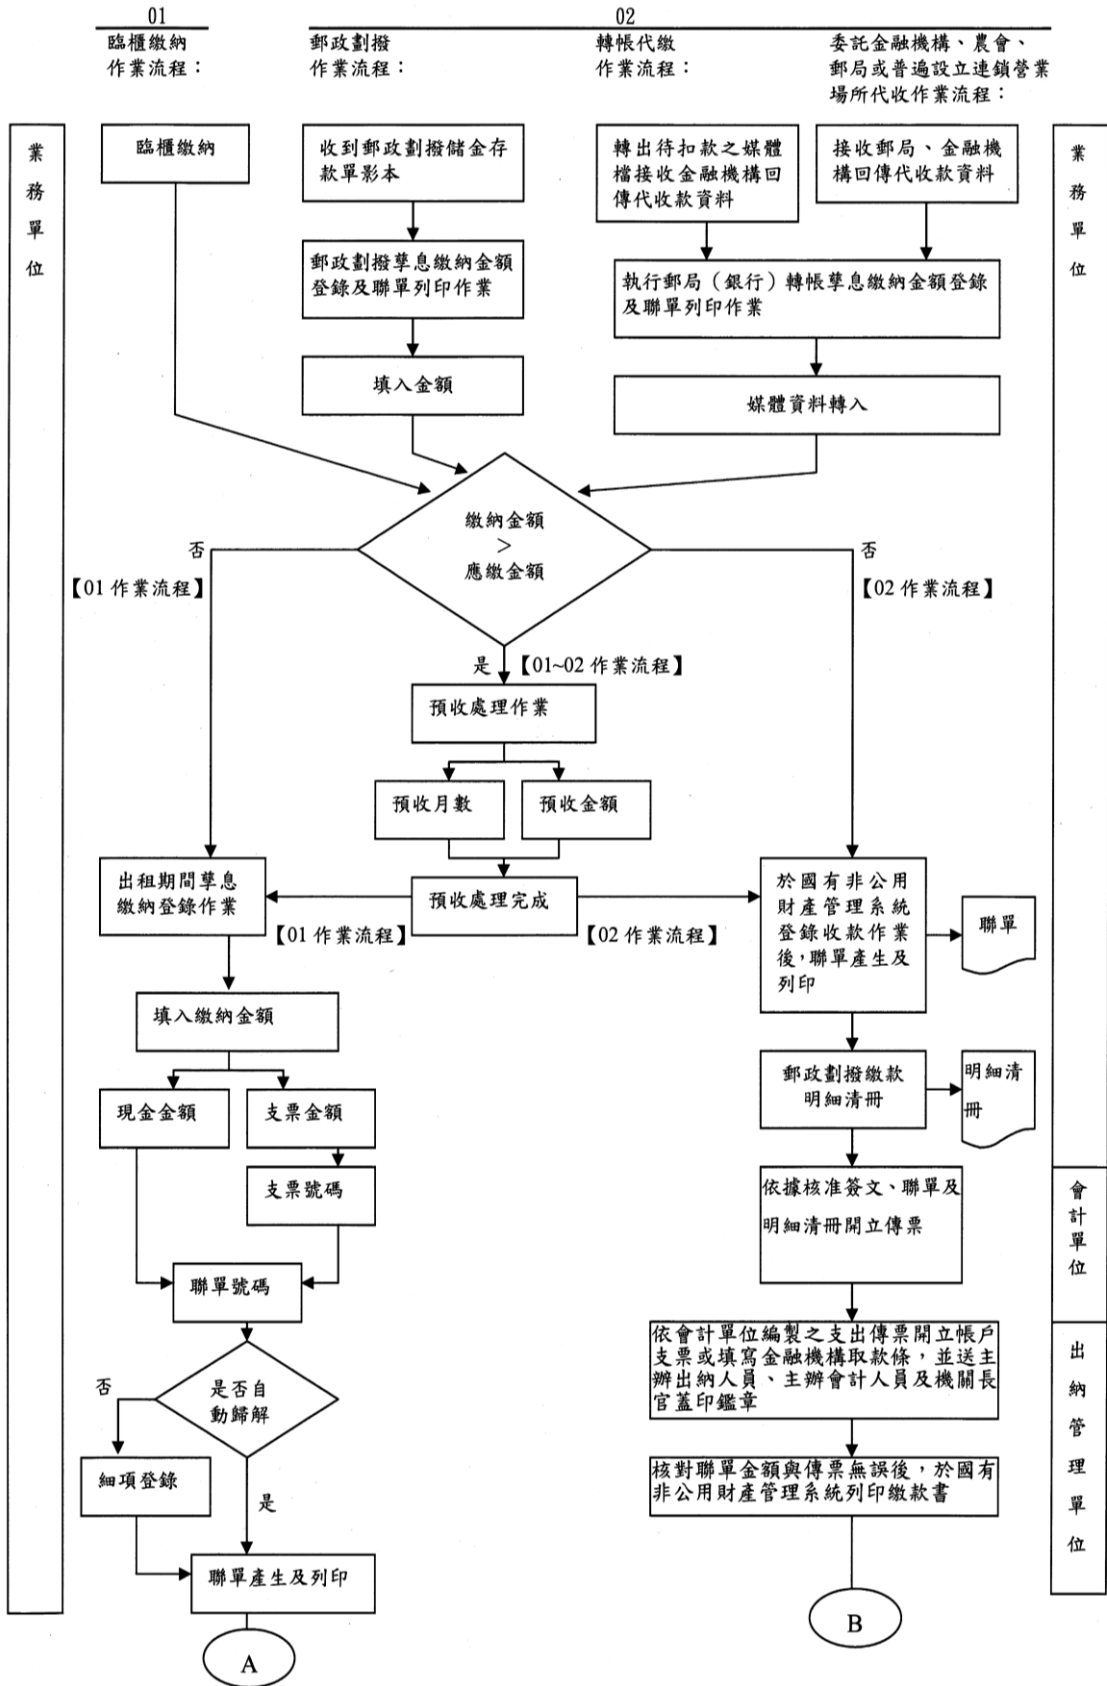 01
02
臨櫃繳納
作業流程：
郵政劃撥
作業流程：
轉帳代繳
作業流程：
委託金融機構、農會、
郵局或普遍設立連鎖營業
場所代收作業流程：
業務單位
業務單位
臨櫃繳納
收到郵政劃撥儲金存
款單影本
轉出待扣款之媒體
檔接收金融機構回
傳代收款資料
接收郵局、金融機
構回傳代收款資料
郵政劃撥孳息繳納金額
登錄及聯單列印作業
執行郵局（銀行）轉帳孳息繳納金額登錄
及聯單列印作業
填入金額
媒體資料轉入
繳納金額
＞
應繳金額
否
【01 作業流程】
否
【02 作業流程】
是
【01~02 作業流程】
預收處理作業
預收月數
預收金額
出租期間孳息
繳納登錄作業
預收處理完成
【01 作業流程】
【02 作業流程】
於國有非公用
財產管理系統
登錄收款作業
後，聯單產生及
列印
聯單
填入繳納金額
郵政劃撥繳款
明細清冊
明細清
冊
現金金額
支票金額
支票號碼
依據核准簽文、聯單及
明細清冊開立傳票
會計單位
聯單號碼
依會計單位編製之支出傳票開立帳戶
支票或填寫金融機構取款條，並送主
辦出納人員、主辦會計人員及機關長
官蓋印鑑章
出納管理單位
是否自
動歸解
否
細項登錄
是
核對聯單金額與傳票無誤後，於國有
非公用財產管理系統列印繳款書
聯單產生及列印
A
B